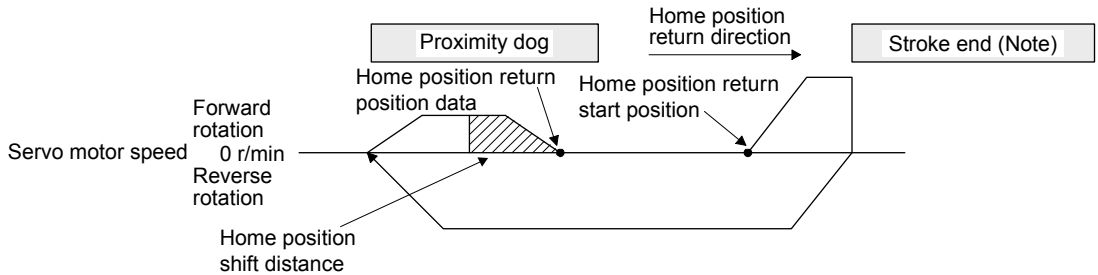 Proximity dog
Home position
return direction
Stroke end (Note)
Home position return
position data
Home position return
start position
Forward
rotation
Servo motor speed 0 r/min
Reverse
rotation
Home position
shift distance